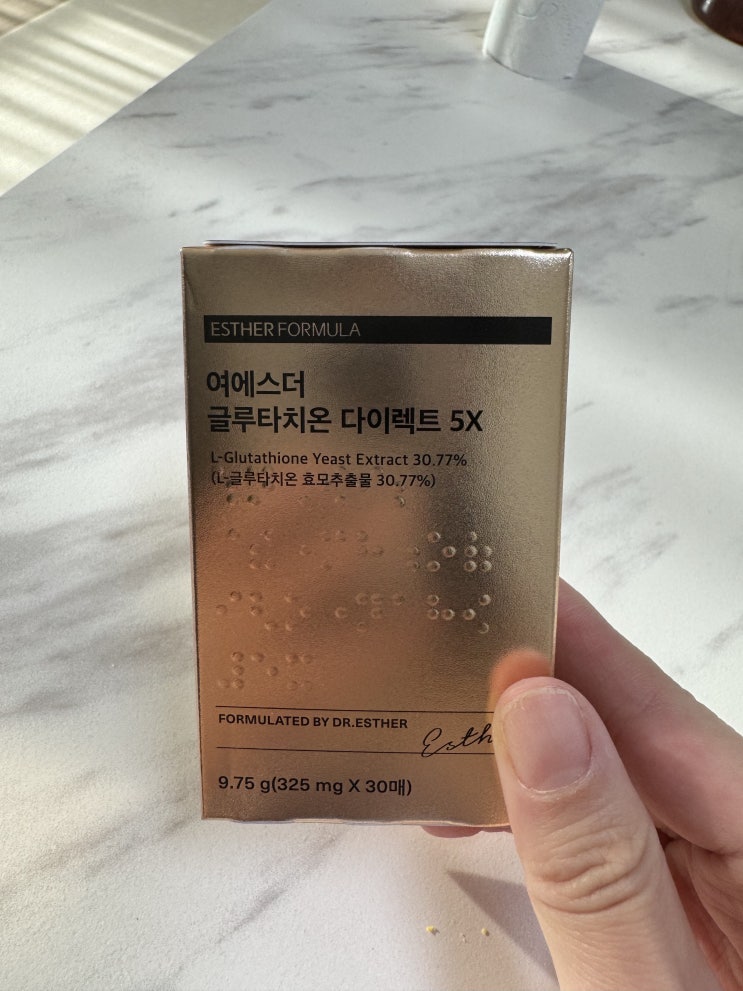 ESTHER FORMULA
여에스더
글루타치온 다이렉트 5X
L-Glutathione Yeast Extract 30.77%
(L-글루타치온 효모추출물 30.77%)
FORMULATED BY DR.ESTHER
Esth
9.75 g(325 mg X 30매)